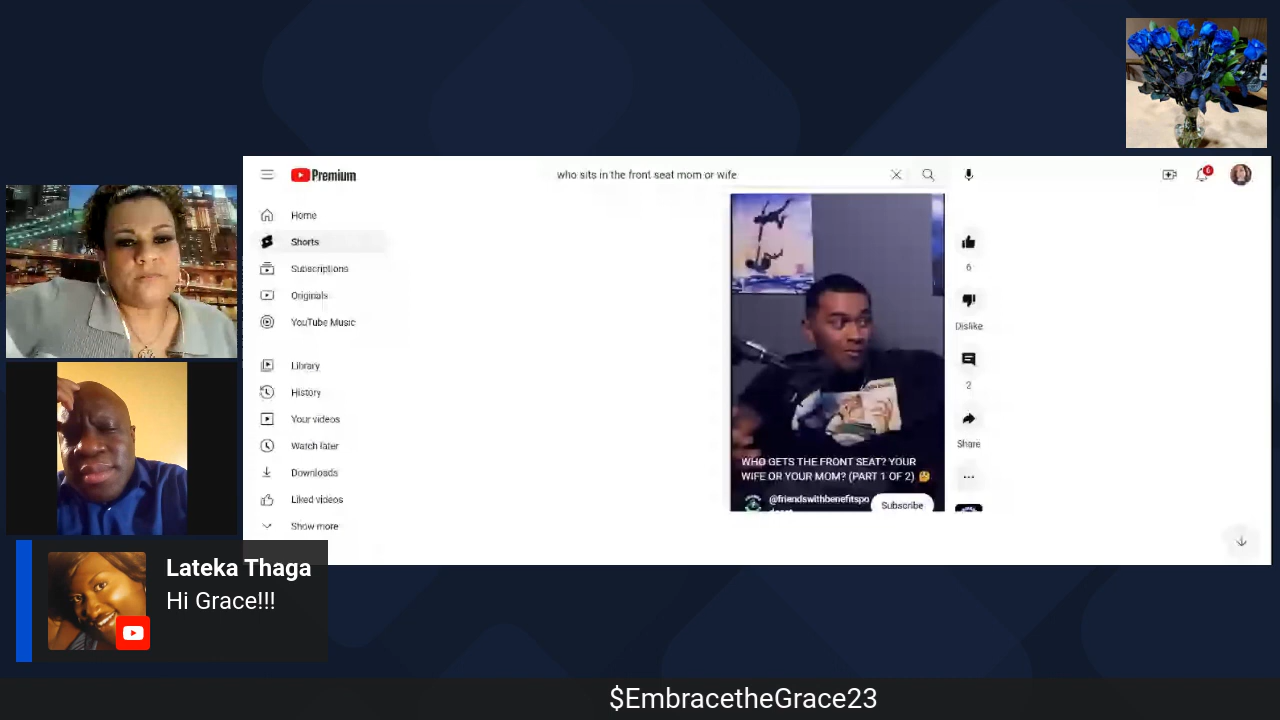 Premium
who sits in the front seat mom or wife
6
Home
Shorts
Subscriptions
Originals
YouTube Music
Library
History
Your videos
Watch later
Downloads
Liked videos
Show more
6
Dislike
2
Share
WHO GETS THE FRONT SEAT? YOUR
WIFE OR YOUR MOM? (PART 1 OF 2) 🤔
@friendswithbenefitspo
Subscribe
Lateka Thaga
Hi Grace!!!
$EmbracetheGrace23